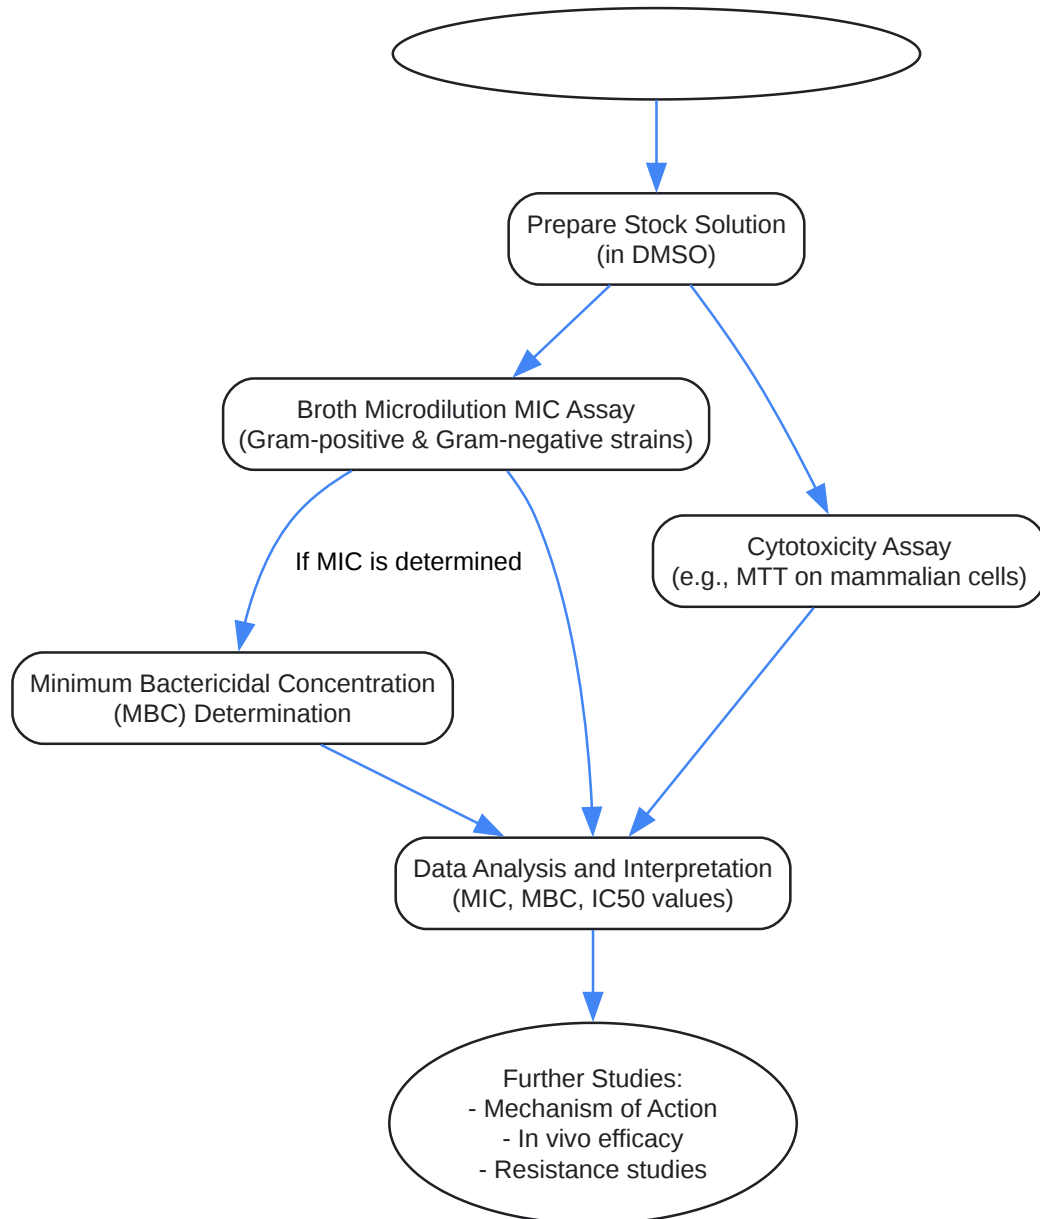 Prepare Stock Solution
(in DMSO)
Broth Microdilution MIC Assay
(Gram-positive & Gram-negative strains)
If MIC is determined
Cytotoxicity Assay
(e.g., MTT on mammalian cells)
Minimum Bactericidal Concentration
(MBC) Determination
Data Analysis and Interpretation
(MIC, MBC, IC50 values)
Further Studies:
- Mechanism of Action
- In vivo efficacy
- Resistance studies